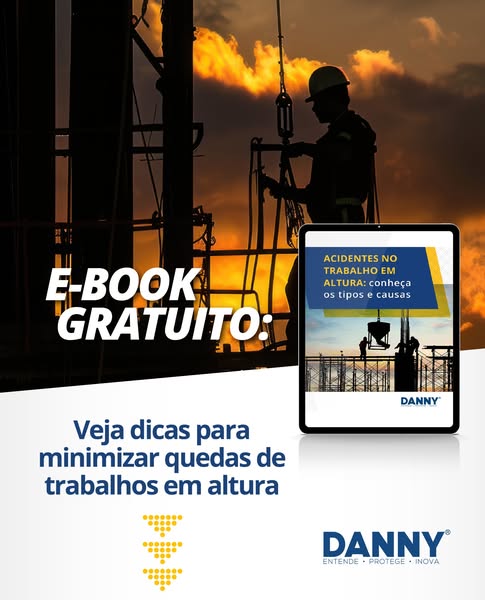 E-BOOK
GRATUITO:
ACIDENTES NO
TRABALHO EM
ALTURA: conheça
os tipos e causas
DANNY®
Veja dicas para
minimizar quedas de
trabalhos em altura
DANNY®
ENTENDE • PROTEGE • INOVA